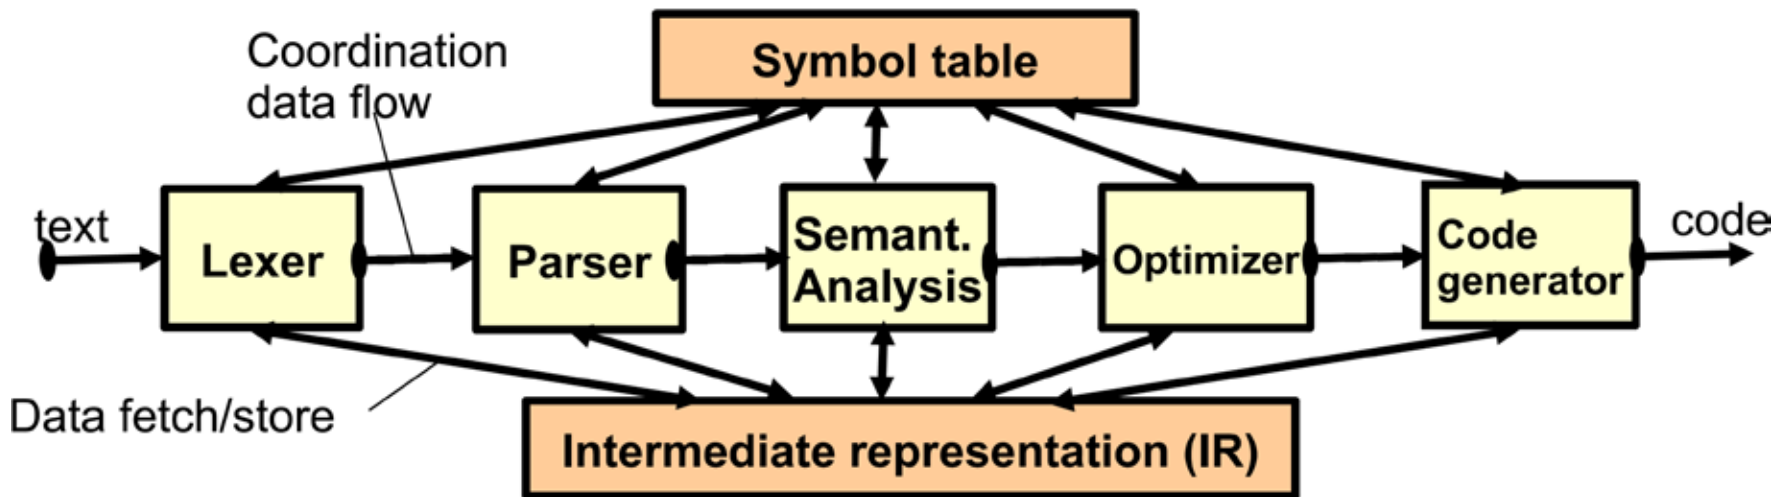 Coordination
data flow
Symbol table
text
Lexer
Parser
Semant.
Analysis
Optimizer
Code
generator
code
Data fetch/store
Intermediate representation (IR)